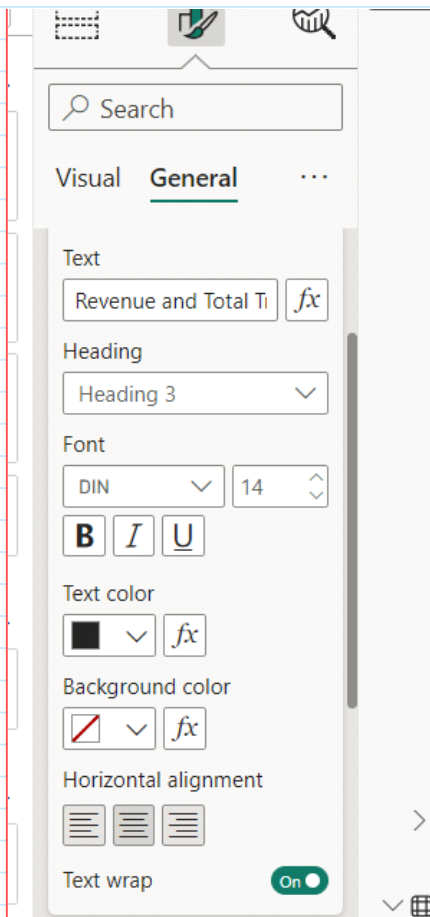 Search
Visual General ...
Text
Revenue and Total Tr fx
Heading
Heading 3
Font
DIN 14
B I U
Text color
fx
Background color
fx
Horizontal alignment
Text wrap On